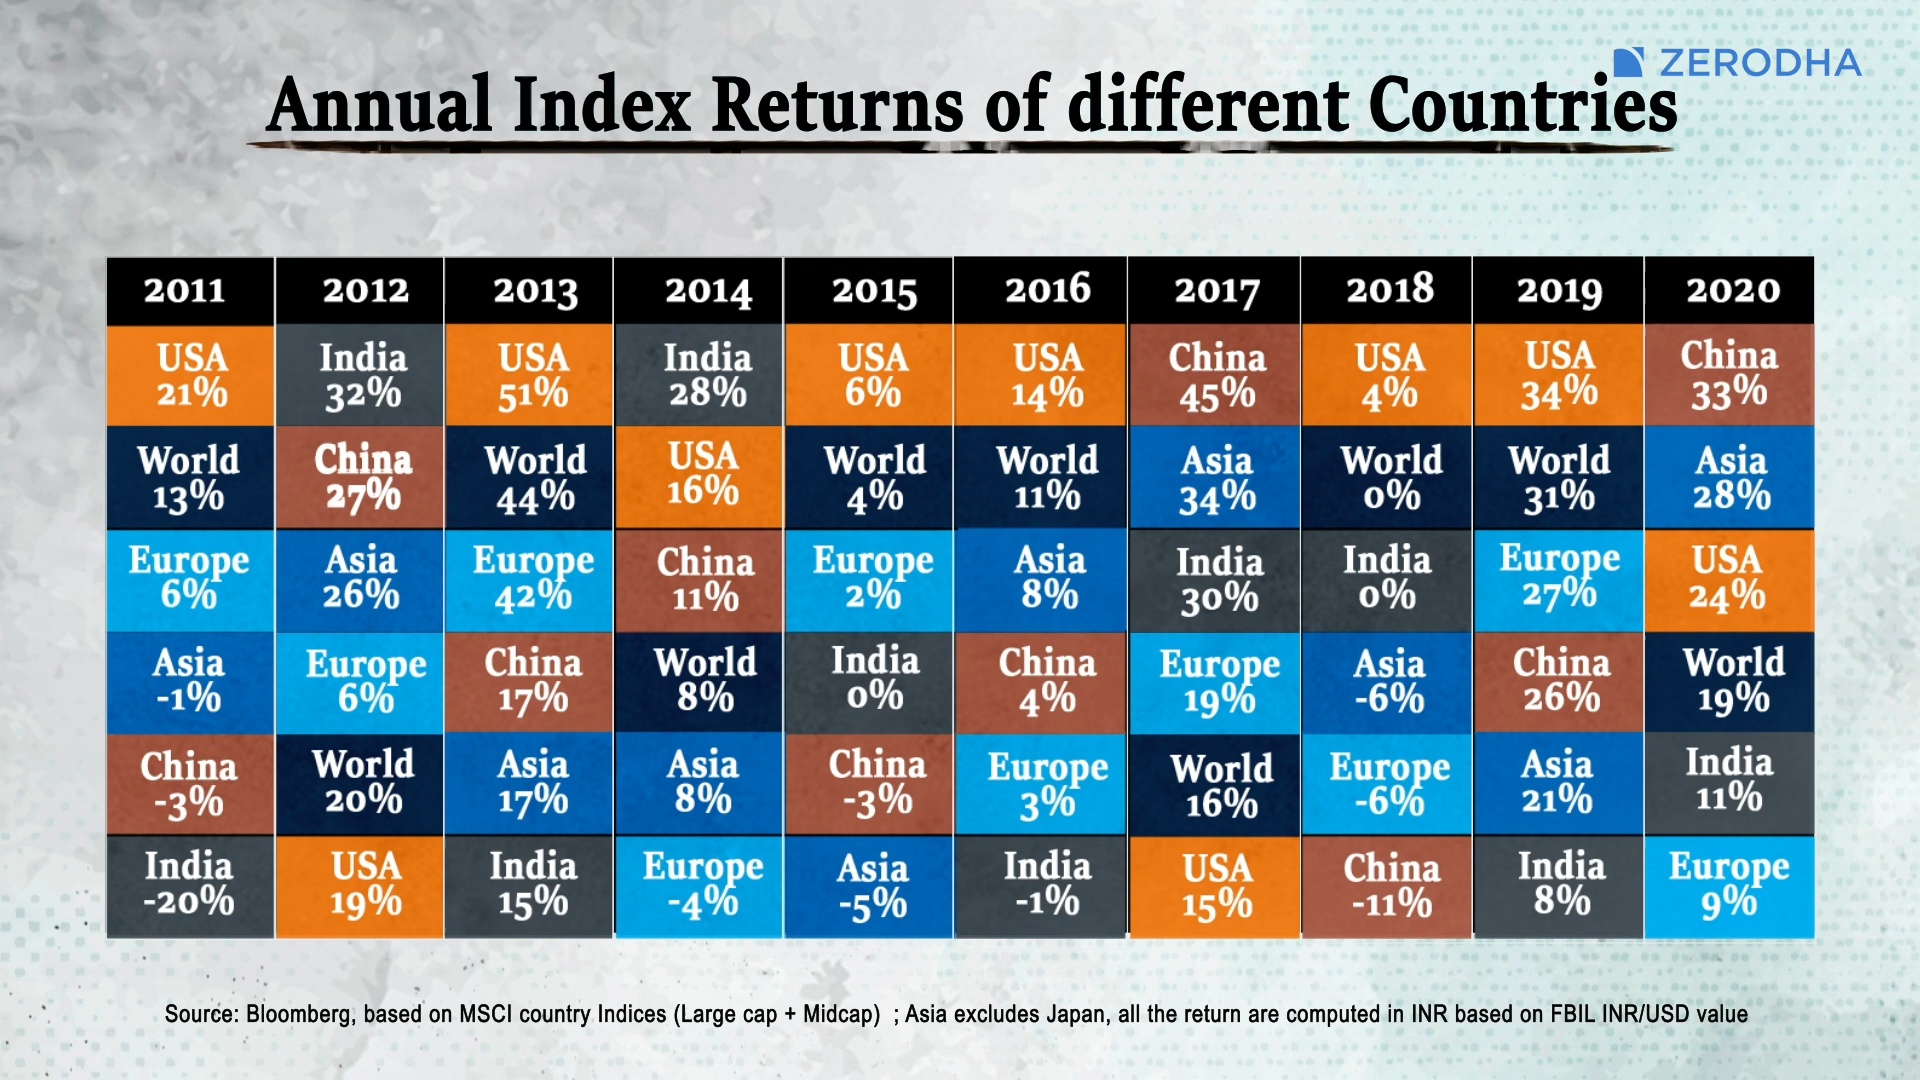 ZERODHA
Annual Index Returns of different Countries
2011 2012 2013 2014 2015 2016 2017 2018 2019 2020
USA India USA India USA USA China USA USA China
21% 32% 51% 28% 6% 14% 45% 4% 34% 33%
World China World USA World World Asia World World Asia
13% 27% 44% 16% 4% 11% 34% 0% 31% 28%
Europe Asia Europe China Europe Asia India India Europe USA
6% 26% 42% 11% 2% 8% 30% 0% 27% 24%
Asia Europe China World India China Europe Asia China World
-1% 6% 17% 8% 0% 4% 19% -6% 26% 19%
China World Asia Asia China Europe World Europe Asia India
-3% 20% 17% 8% -3% 3% 16% -6% 21% 11%
India USA India Europe Asia India USA China India Europe
-20% 19% 15% -4% -5% -1% 15% -11% 8% 9%
Source: Bloomberg, based on MSCI country Indices (Large cap + Midcap) ; Asia excludes Japan, all the return are computed in INR based on FBIL INR/USD value